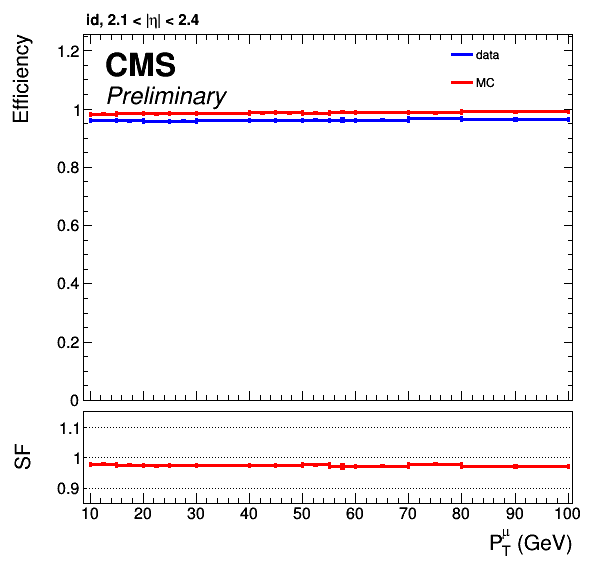 id, 2.1 < |η| < 2.4
Efficiency
CMS
Preliminary
data
MC
1.2
1
0.8
0.6
0.4
0.2
0
SF
1.1
1
0.9
10 20 30 40 50 60 70 80 90 100
P_T^μ (GeV)